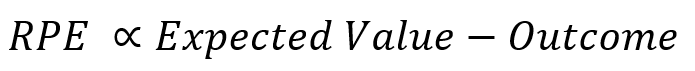 RPE ∝ Expected Value − Outcome